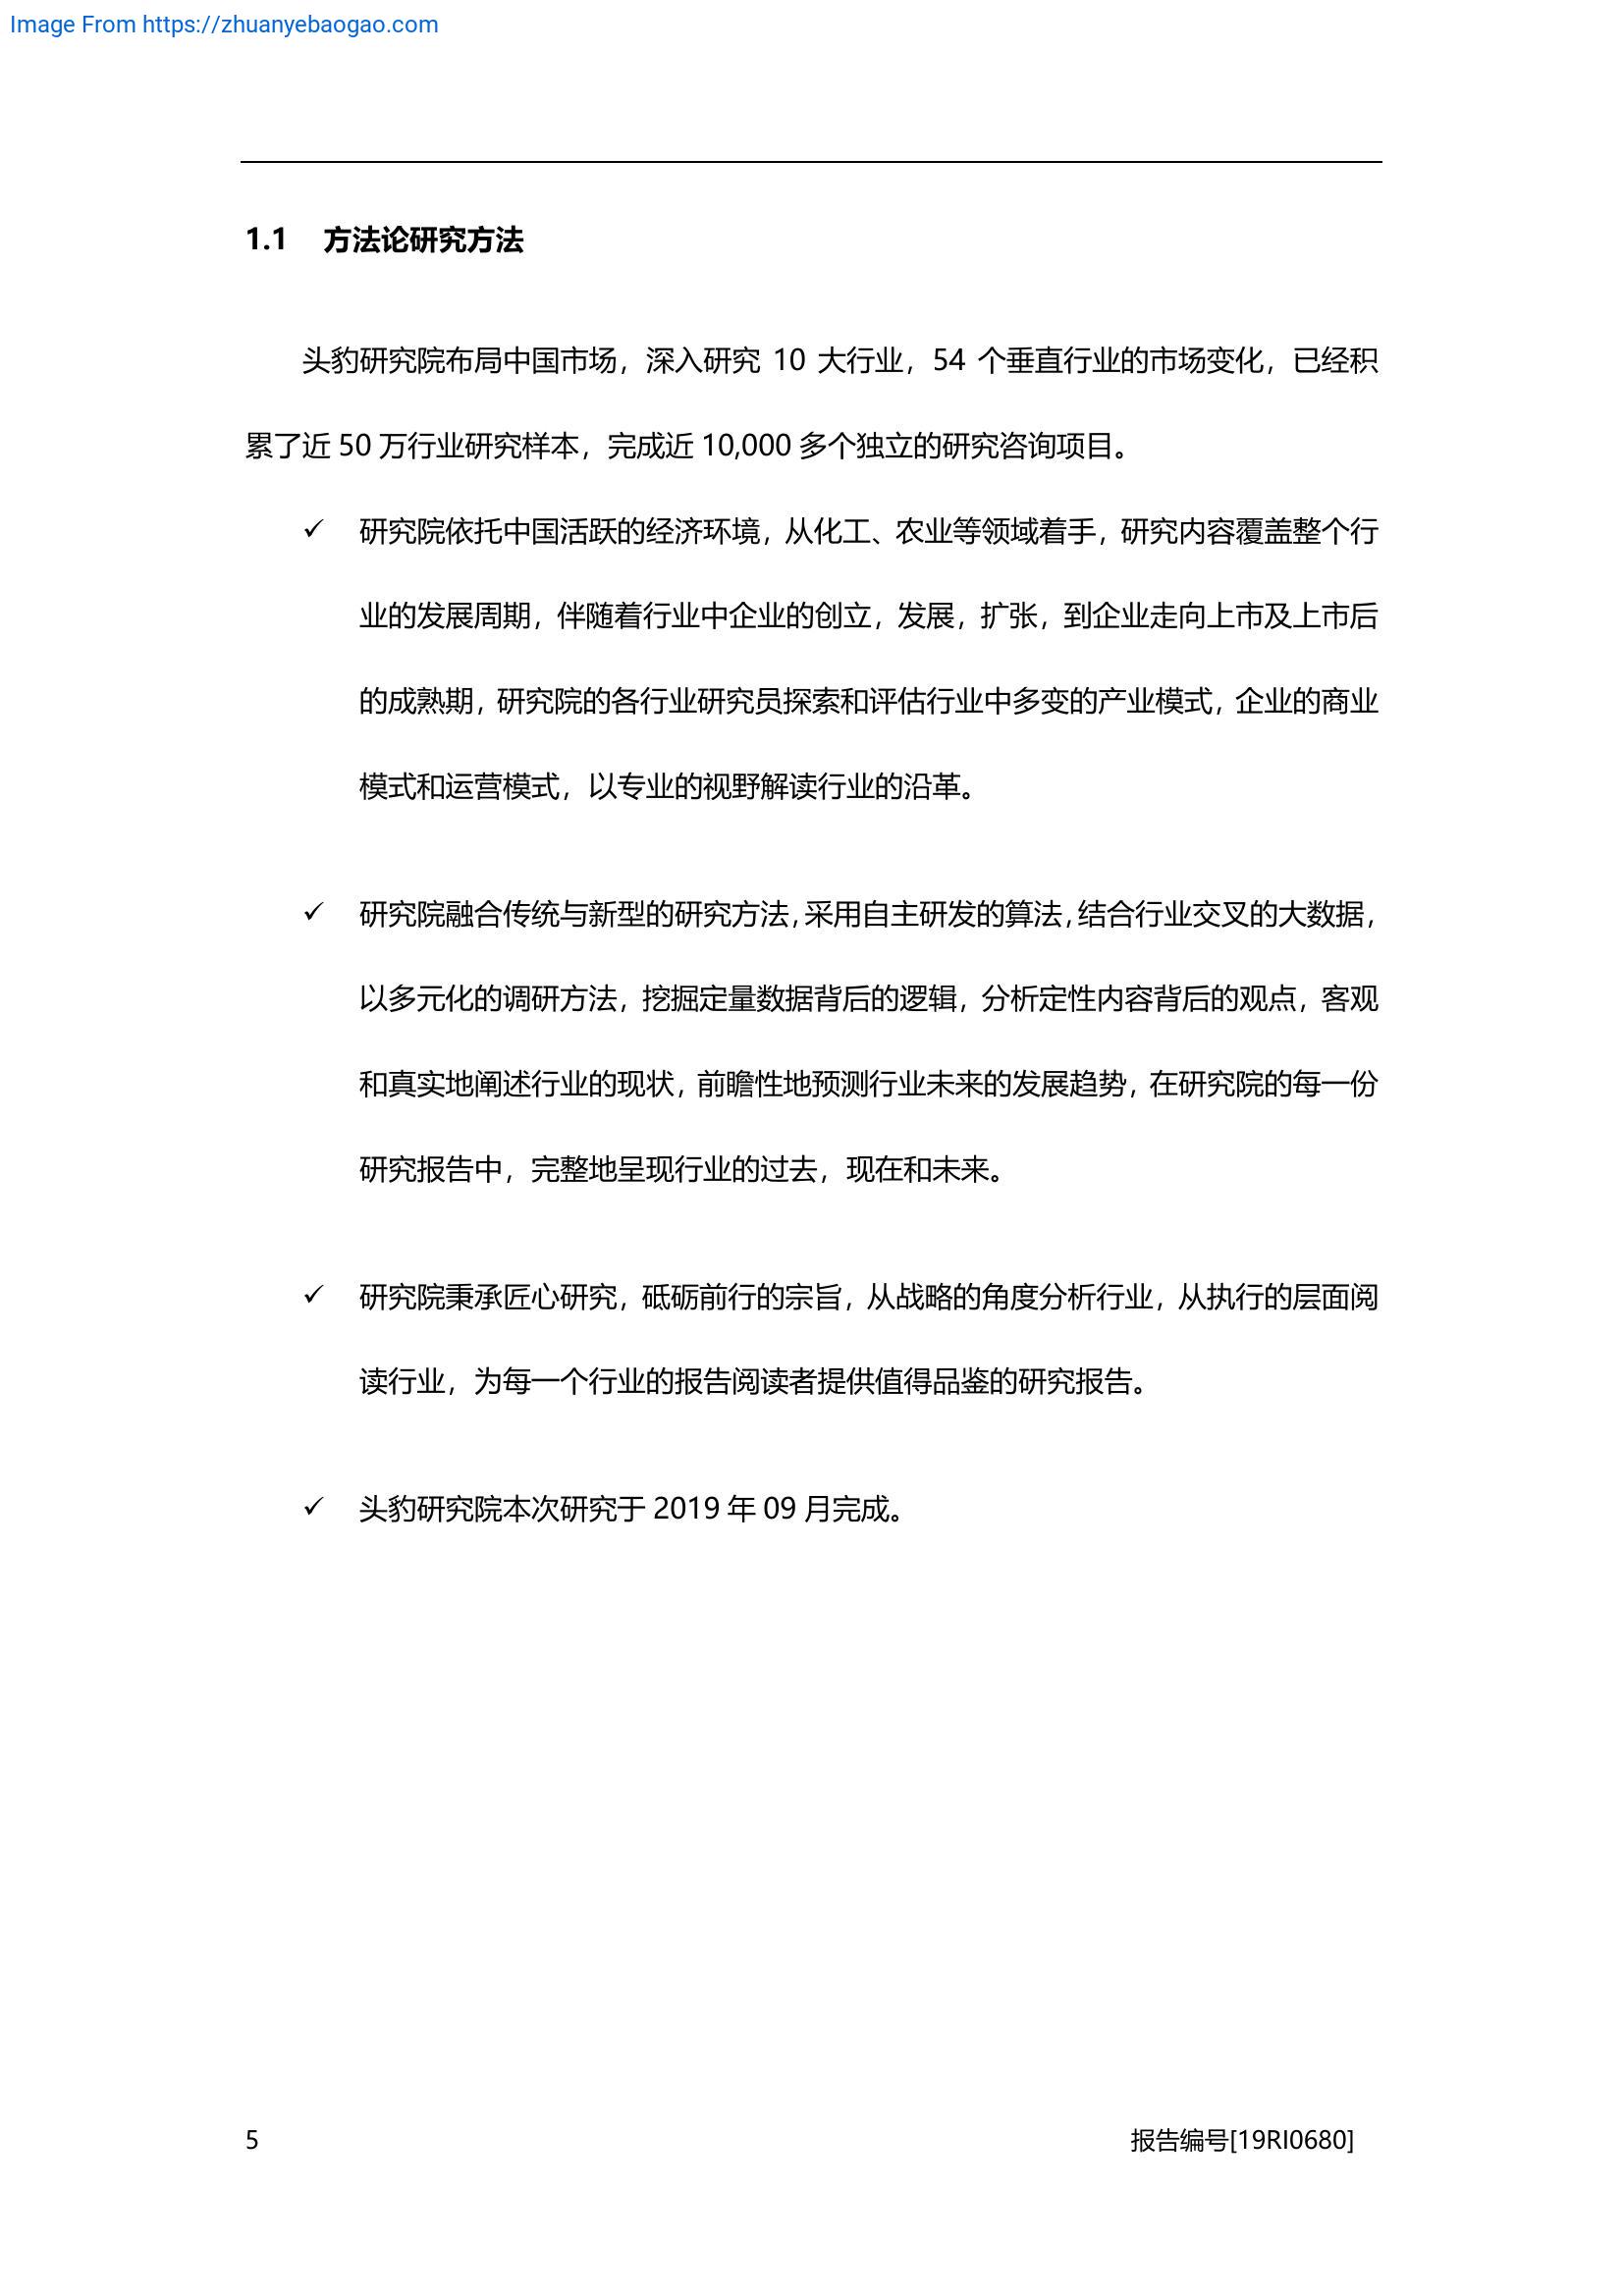 Image From https://zhuanyebaogao.com
1.1 方法论研究方法
头豹研究院布局中国市场，深入研究 10 大行业，54 个垂直行业的市场变化，已经积
累了近 50 万行业研究样本，完成近 10,000 多个独立的研究咨询项目。
✓ 研究院依托中国活跃的经济环境，从化工、农业等领域着手，研究内容覆盖整个行
业的发展周期，伴随着行业中企业的创立，发展，扩张，到企业走向上市及上市后
的成熟期，研究院的各行业研究员探索和评估行业中多变的产业模式，企业的商业
模式和运营模式，以专业的视野解读行业的沿革。
✓ 研究院融合传统与新型的研究方法，采用自主研发的算法，结合行业交叉的大数据，
以多元化的调研方法，挖掘定量数据背后的逻辑，分析定性内容背后的观点，客观
和真实地阐述行业的现状，前瞻性地预测行业未来的发展趋势，在研究院的每一份
研究报告中，完整地呈现行业的过去，现在和未来。
✓ 研究院秉承匠心研究，砥砺前行的宗旨，从战略的角度分析行业，从执行的层面阅
读行业，为每一个行业的报告阅读者提供值得品鉴的研究报告。
✓ 头豹研究院本次研究于 2019 年 09 月完成。
5 报告编号[19RI0680]